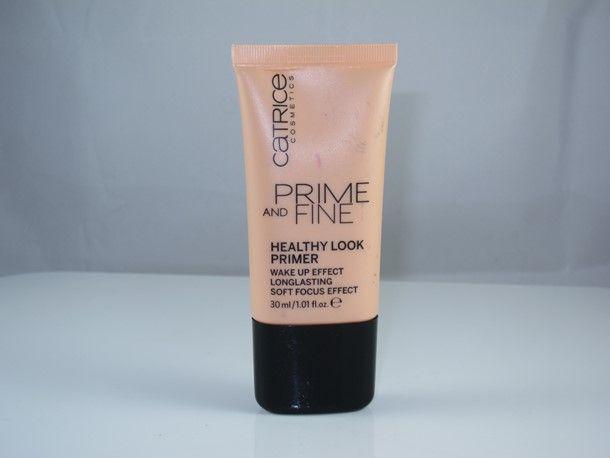 CATRICE
COSMETICS
PRIME
AND FINE
HEALTHY LOOK
PRIMER
WAKE UP EFFECT
LONGLASTING
SOFT FOCUS EFFECT
30 ml/1.01 fl.oz. ℮